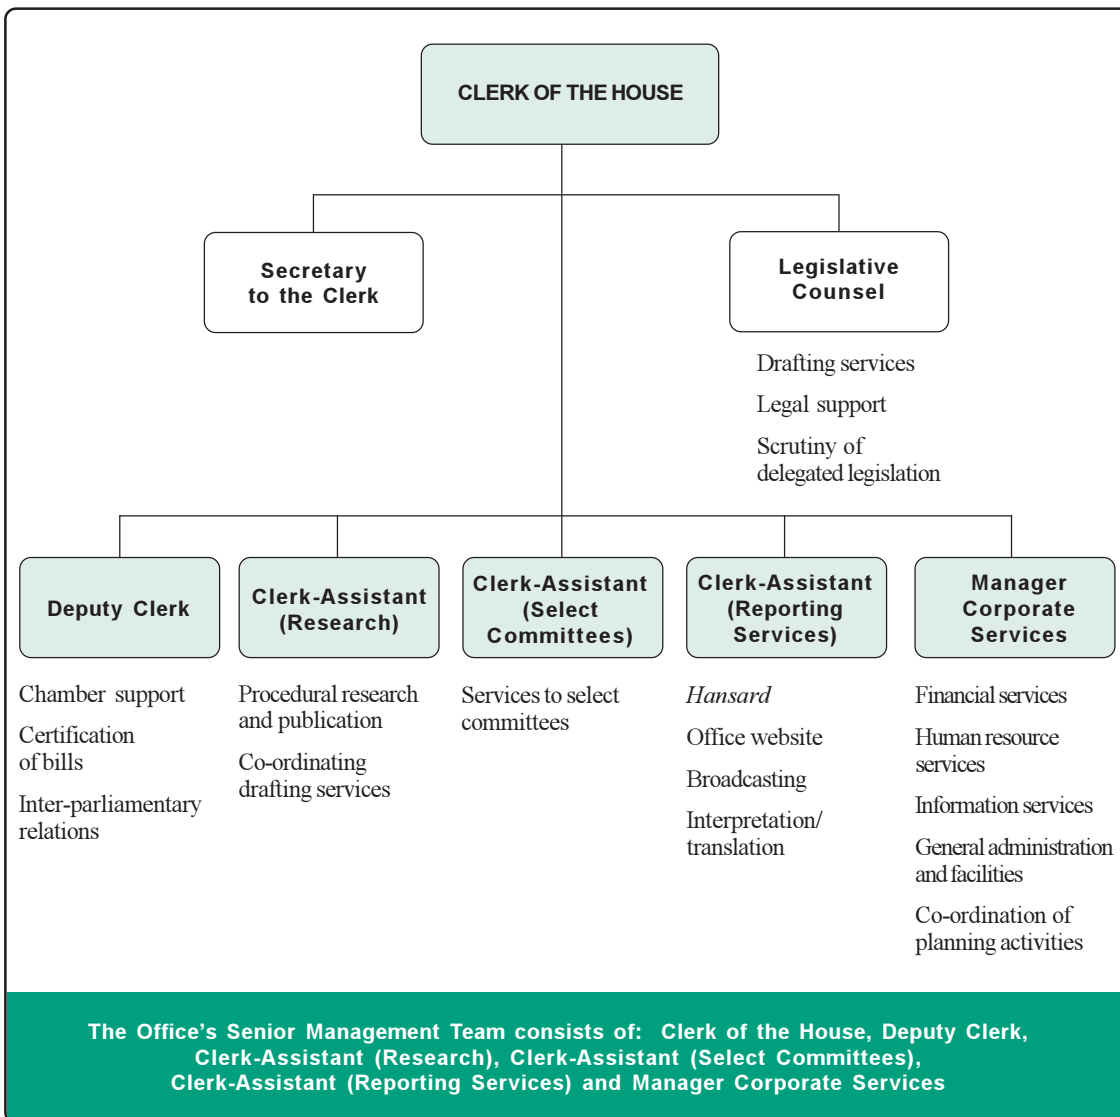 CLERK OF THE HOUSE
Secretary
to the Clerk
Legislative
Counsel
Drafting services
Legal support
Scrutiny of
delegated legislation
Deputy Clerk
Chamber support
Certification
of bills
Inter-parliamentary
relations
Clerk-Assistant
(Research)
Procedural research
and publication
Co-ordinating
drafting services
Clerk-Assistant
(Select
Committees)
Services to select
committees
Clerk-Assistant
(Reporting
Services)
Hansard
Office website
Broadcasting
Interpretation/
translation
Manager
Corporate
Services
Financial services
Human resource
services
Information services
General administration
and facilities
Co-ordination of
planning activities
The Office’s Senior Management Team consists of: Clerk of the House, Deputy Clerk,
Clerk-Assistant (Research), Clerk-Assistant (Select Committees),
Clerk-Assistant (Reporting Services) and Manager Corporate Services